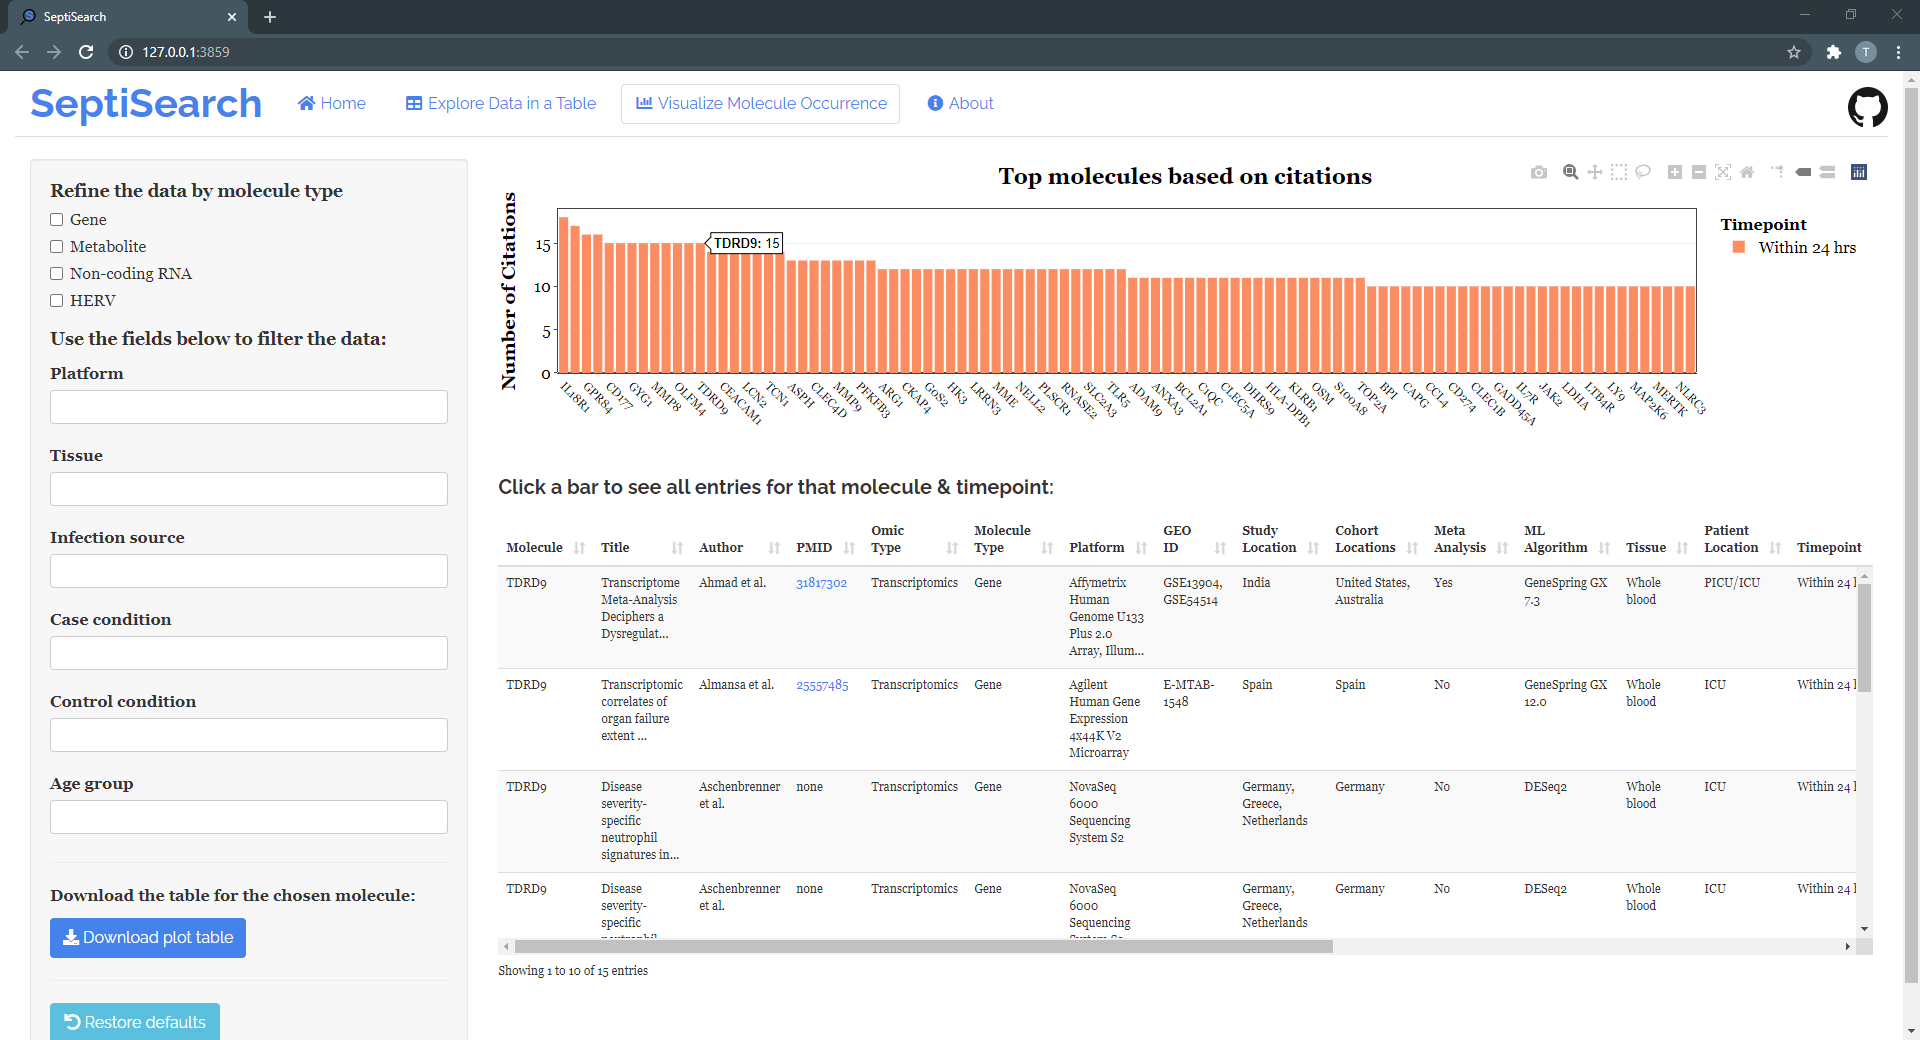 SeptiSearch
127.0.0.1:3859
T
SeptiSearch
Home
Explore Data in a Table
Visualize Molecule Occurrence
About
Refine the data by molecule type
Gene
Metabolite
Non-coding RNA
HERV
Use the fields below to filter the data:
Platform
Tissue
Infection source
Case condition
Control condition
Age group
Download the table for the chosen molecule:
Download plot table
Restore defaults
Top molecules based on citations
Number of Citations
15
10
5
0
TDRD9: 15
Timepoint
Within 24 hrs
IL18R1
GPR84
CD177
GYG1
MMP8
OLFM4
TDRD9
CEACAM1
LCN2
TCN1
ASPH
CLEC4D
MMP9
PFKFB3
ARG1
CKAP4
G0S2
HK3
LRRN3
MME
NELL2
PLSCR1
RNASE2
SLC2A3
TLR5
ADAM9
ANXA3
BCL2A1
C1QC
CLEC5A
DHRS9
HLA-DPB1
KLRB1
OSM
S100A8
TOP2A
BPI
CAPG
CCL4
CD274
CLEC1B
GADD45A
IL7R
JAK2
LDHA
LTB4R
LY9
MAP2K6
MERTK
NLRC3
Click a bar to see all entries for that molecule & timepoint:
Molecule
Title
Author
PMID
Omic
Type
Molecule
Type
Platform
GEO
ID
Study
Location
Cohort
Locations
Meta
Analysis
ML
Algorithm
Tissue
Patient
Location
Timepoint
TDRD9
Transcriptome
Meta-Analysis
Deciphers a
Dysregulat...
Ahmad et al.
31817302
Transcriptomics
Gene
Affymetrix
Human
Genome U133
Plus 2.0
Array, Illum...
GSE13904,
GSE54514
India
United States,
Australia
Yes
GeneSpring GX
7.3
Whole
blood
PICU/ICU
Within 24 h
TDRD9
Transcriptomic
correlates of
organ failure
extent ...
Almansa et al.
25557485
Transcriptomics
Gene
Agilent
Human Gene
Expression
4x44K V2
Microarray
E-MTAB-
1548
Spain
Spain
No
GeneSpring GX
12.0
Whole
blood
ICU
Within 24 h
TDRD9
Disease
severity-
specific
neutrophil
signatures in...
Aschenbrenner
et al.
none
Transcriptomics
Gene
NovaSeq
6000
Sequencing
System S2
Germany,
Greece,
Netherlands
Germany
No
DESeq2
Whole
blood
ICU
Within 24 h
TDRD9
Disease
severity-
specific
neutrophil
Aschenbrenner
et al.
none
Transcriptomics
Gene
NovaSeq
6000
Sequencing
System S2
Germany,
Greece,
Netherlands
Germany
No
DESeq2
Whole
blood
ICU
Within 24 h
Showing 1 to 10 of 15 entries